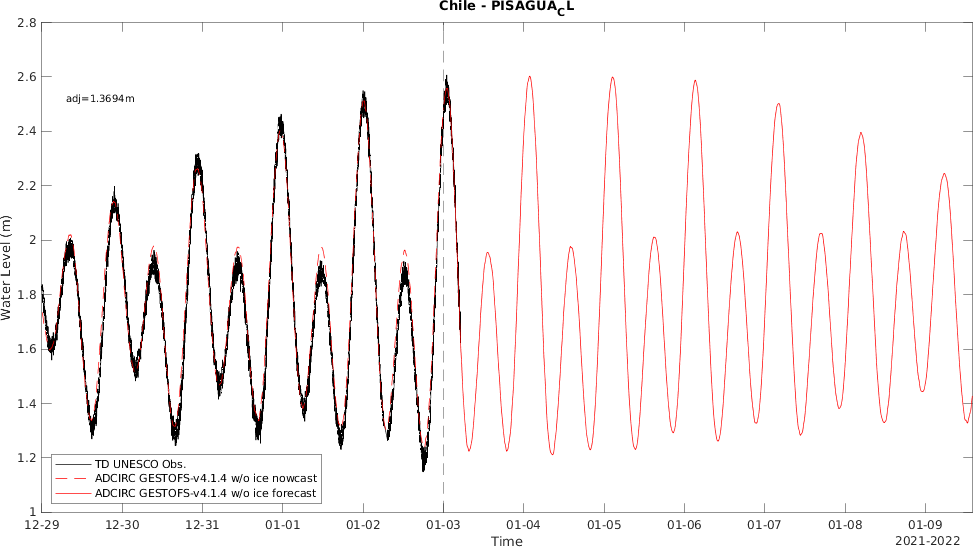 Chile - PISAGUA_CL
adj=1.3694m
Water Level (m)
2.8
2.6
2.4
2.2
2
1.8
1.6
1.4
1.2
1
TD UNESCO Obs.
ADCIRC GESTOFS-v4.1.4 w/o ice nowcast
ADCIRC GESTOFS-v4.1.4 w/o ice forecast
12-29 12-30 12-31 01-01 01-02 01-03 01-04 01-05 01-06 01-07 01-08 01-09
Time
2021-2022